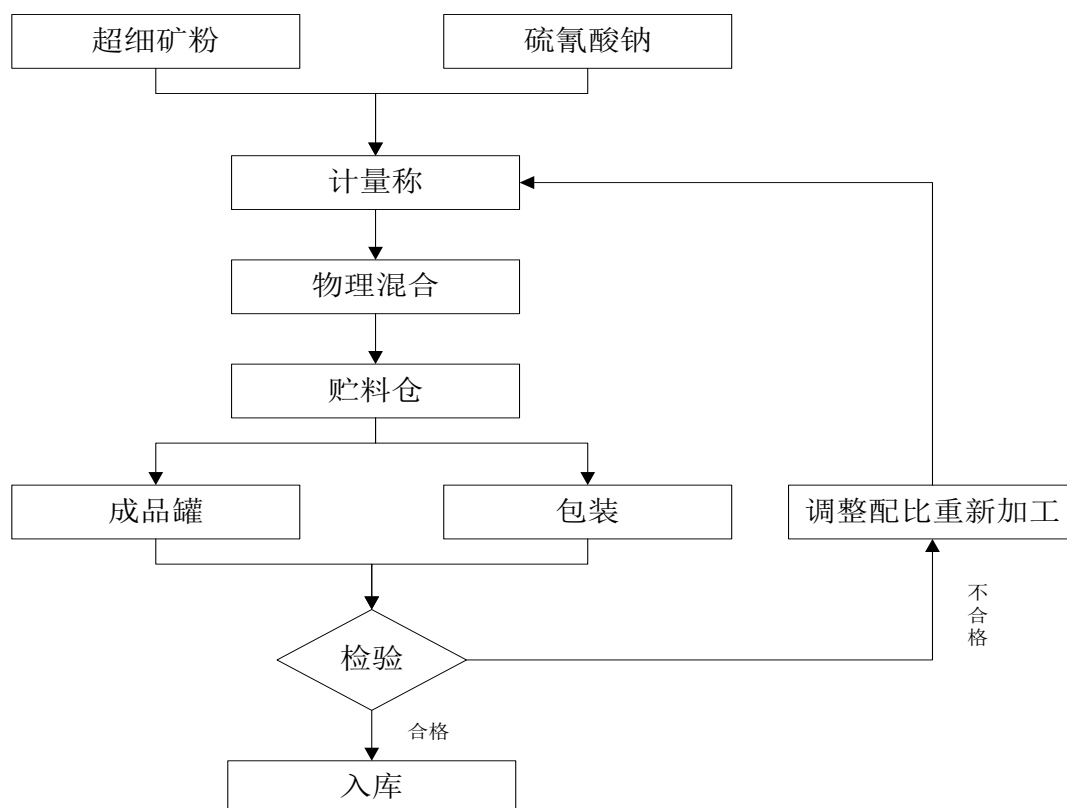 超细矿粉
硫氰酸钠
计量称
物理混合
贮料仓
成品罐
包装
调整配比重新加工
不合格
检验
合格
入库